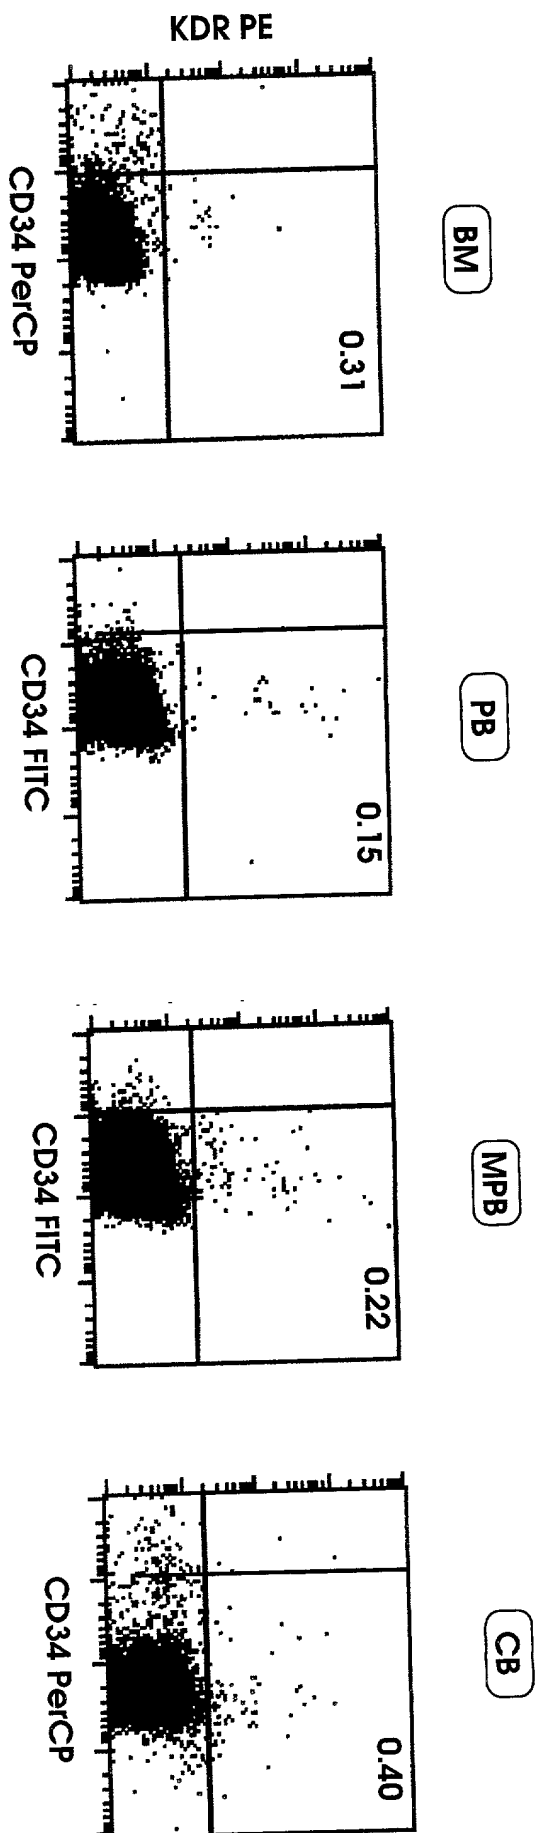 KDR PE
BM
0.31
CD34 PerCP
PB
0.15
CD34 FITC
MPB
0.22
CD34 FITC
CB
0.40
CD34 PerCP